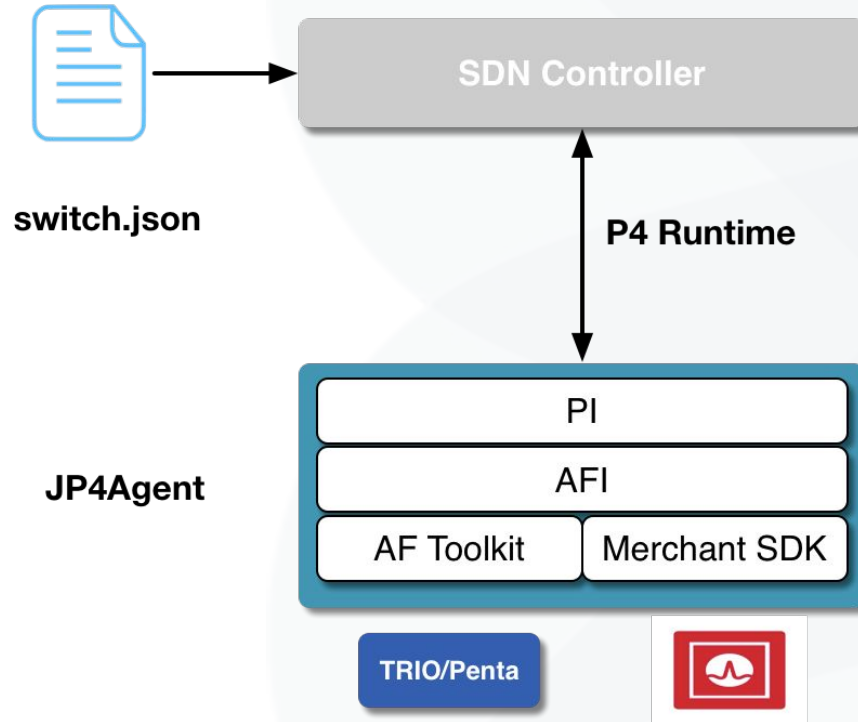 SDN Controller
switch.json
P4 Runtime
PI
JP4Agent
AFI
AF Toolkit
Merchant SDK
TRIO/Penta